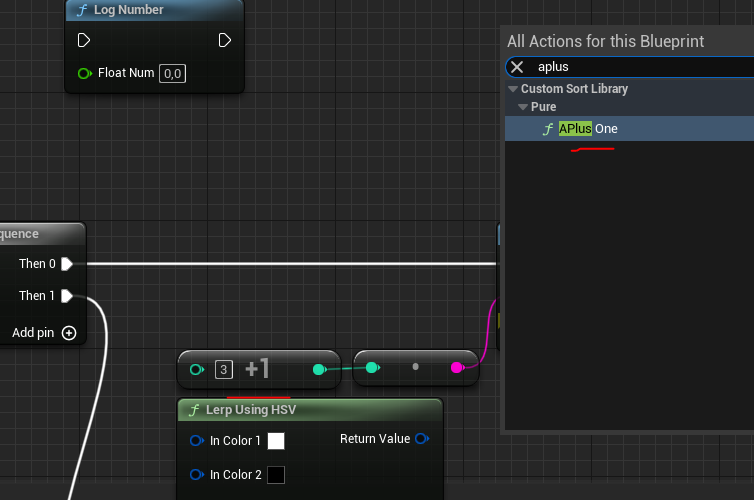 Log Number
Float Num 0,0
All Actions for this Blueprint
aplus
Custom Sort Library
Pure
f APlus One
quence
Then 0
Then 1
Add pin
3 +1
f Lerp Using HSV
In Color 1
Return Value
In Color 2